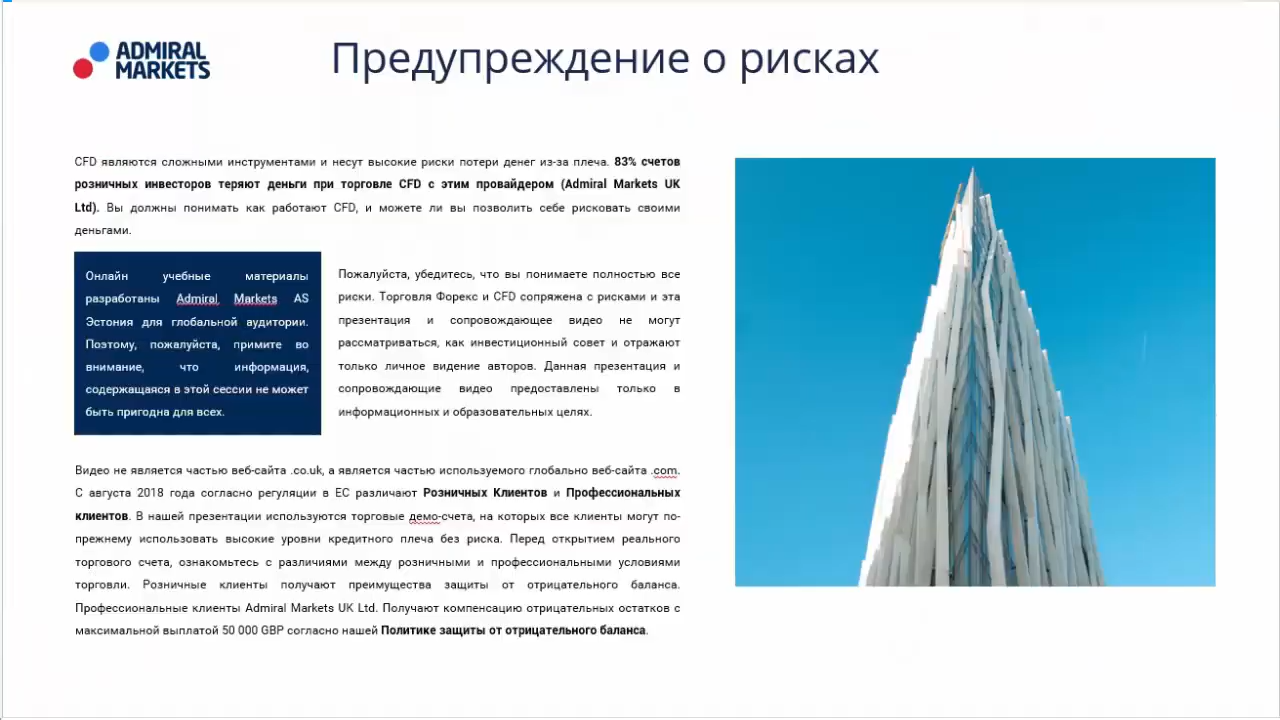 ADMIRAL
MARKETS
Предупреждение о рисках
CFD являются сложными инструментами и несут высокие риски потери денег из-за плеча. 83% счетов
розничных инвесторов теряют деньги при торговле CFD с этим провайдером (Admiral Markets UK
Ltd). Вы должны понимать как работают CFD, и можете ли вы позволить себе рисковать своими
деньгами.
Онлайн учебные материалы
разработаны Admiral Markets AS
Эстония для глобальной аудитории.
Поэтому, пожалуйста, примите во
внимание, что информация,
содержащаяся в этой сессии не может
быть пригодна для всех.
Пожалуйста, убедитесь, что вы понимаете полностью все
риски. Торговля Форекс и CFD сопряжена с рисками и эта
презентация и сопровождающее видео не могут
рассматриваться, как инвестиционный совет и отражают
только личное видение авторов. Данная презентация и
сопровождающие видео предоставлены только в
информационных и образовательных целях.
Видео не является частью веб-сайта .co.uk, а является частью используемого глобально веб-сайта .com.
С августа 2018 года согласно регуляции в ЕС различают Розничных Клиентов и Профессиональных
клиентов. В нашей презентации используются торговые демо-счета, на которых все клиенты могут по-
прежнему использовать высокие уровни кредитного плеча без риска. Перед открытием реального
торгового счета, ознакомьтесь с различиями между розничными и профессиональными условиями
торговли. Розничные клиенты получают преимущества защиты от отрицательного баланса.
Профессиональные клиенты Admiral Markets UK Ltd. Получают компенсацию отрицательных остатков с
максимальной выплатой 50 000 GBP согласно нашей Политике защиты от отрицательного баланса.